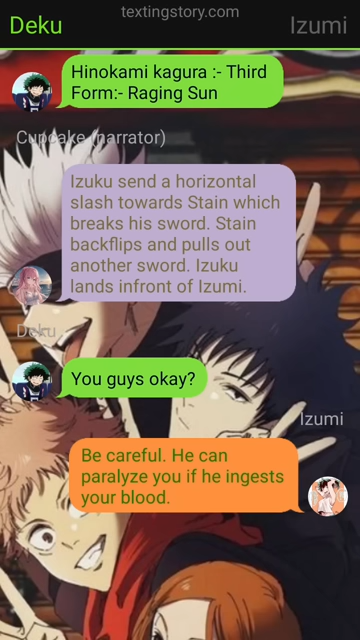 textingstory.com
Deku
Izumi
Hinokami kagura :- Third
Form:- Raging Sun
Cupcake (narrator)
Izuku send a horizontal
slash towards Stain which
breaks his sword. Stain
backflips and pulls out
another sword. Izuku
lands infront of Izumi.
Deku
You guys okay?
Izumi
Be careful. He can
paralyze you if he ingests
your blood.